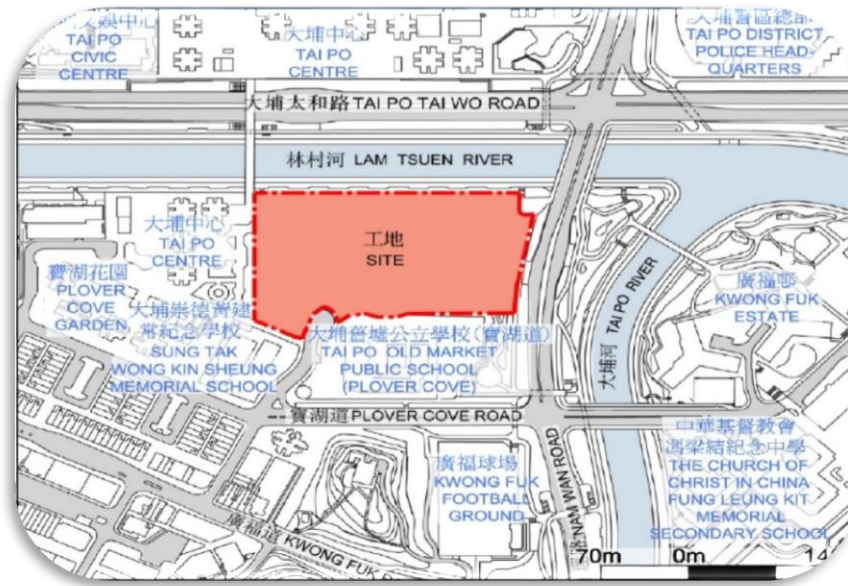 TAI PO
CIVIC
CENTRE
大埔中心
TAI PO
CENTRE
大埔警區總部
TAI PO DISTRICT
POLICE HEAD-
QUARTERS
大埔太和路 TAI PO TAI WO ROAD
林村河 LAM TSUEN RIVER
工地
SITE
大埔中心
TAI PO
CENTRE
寶湖花園
PLOVER
COVE
GARDEN
大埔崇德黃建
常紀念學校
SUNG TAK
WONG KIN SHEUNG
MEMORIAL SCHOOL
大埔舊墟公立學校(寶湖道)
TAI PO OLD MARKET
PUBLIC SCHOOL
(PLOVER COVE)
大埔河 TAI PO RIVER
廣福邨
KWONG FUK
ESTATE
寶湖道 PLOVER COVE ROAD
廣福球場
KWONG FUK
FOOTBALL
GROUND
NAM WAN ROAD
中華基督教會
馮梁結紀念中學
THE CHURCH OF
CHRIST IN CHINA
FUNG LEUNG KIT
MEMORIAL
SECONDARY SCHOOL
廣福道 KWONG FUK
70m 0m